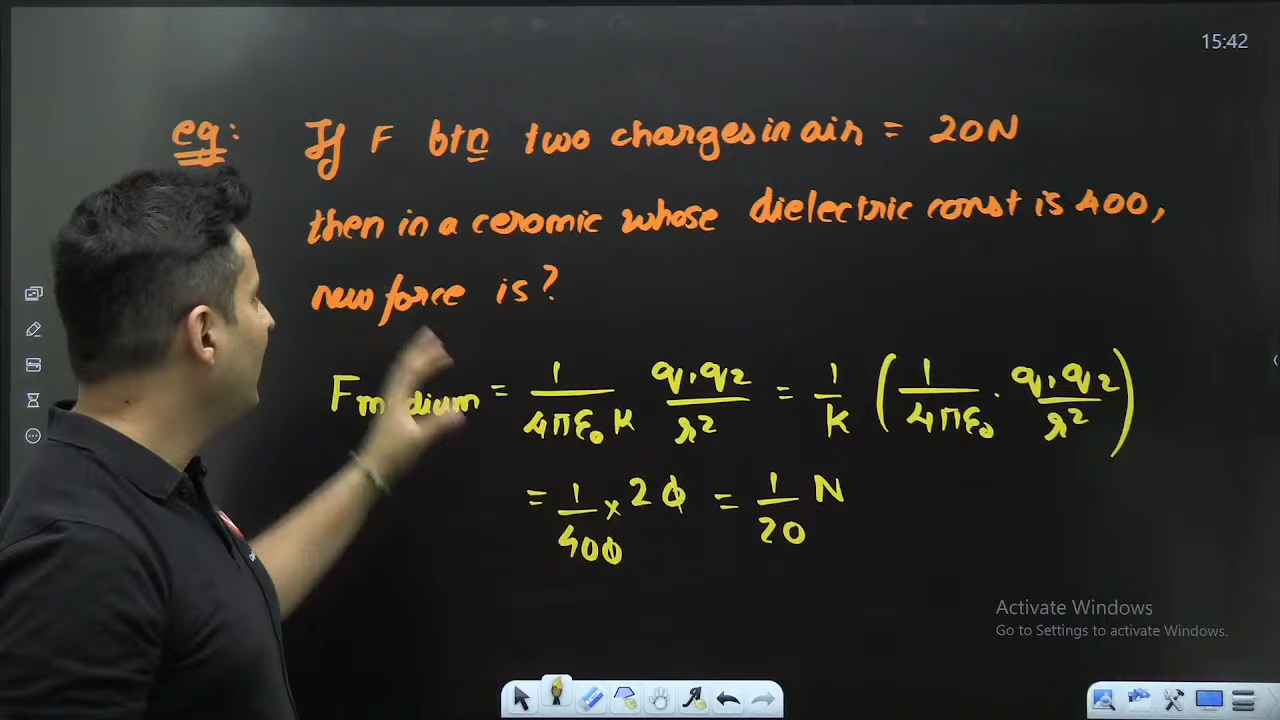 15:42
eg: If F btn two charges in air = 20N
then in a ceramic whose dielectric const is 400,
new force is?
Fmedium = 1/4πε₀K q₁q₂/r² = 1/K (1/4πε₀ · q₁q₂/r²)
= 1/400 × 20 = 1/20 N
Activate Windows
Go to Settings to activate Windows.